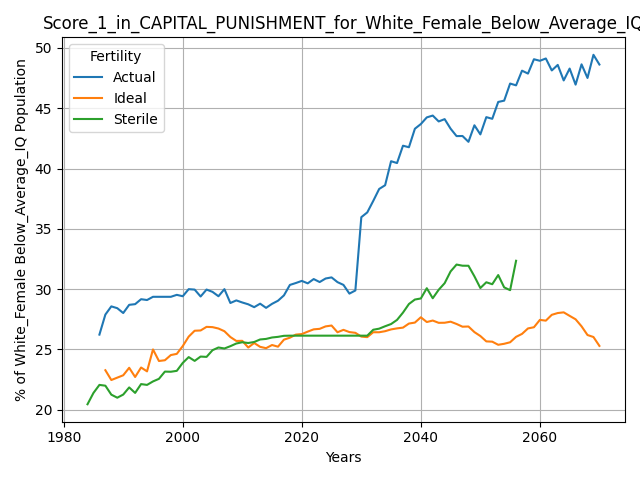 Score_1_in_CAPITAL_PUNISHMENT_for_White_Female_Below_Average_IQ
Fertility
Actual
Ideal
Sterile
% of White_Female Below_Average_IQ Population
50
45
40
35
30
25
20
1980
2000
2020
2040
2060
Years